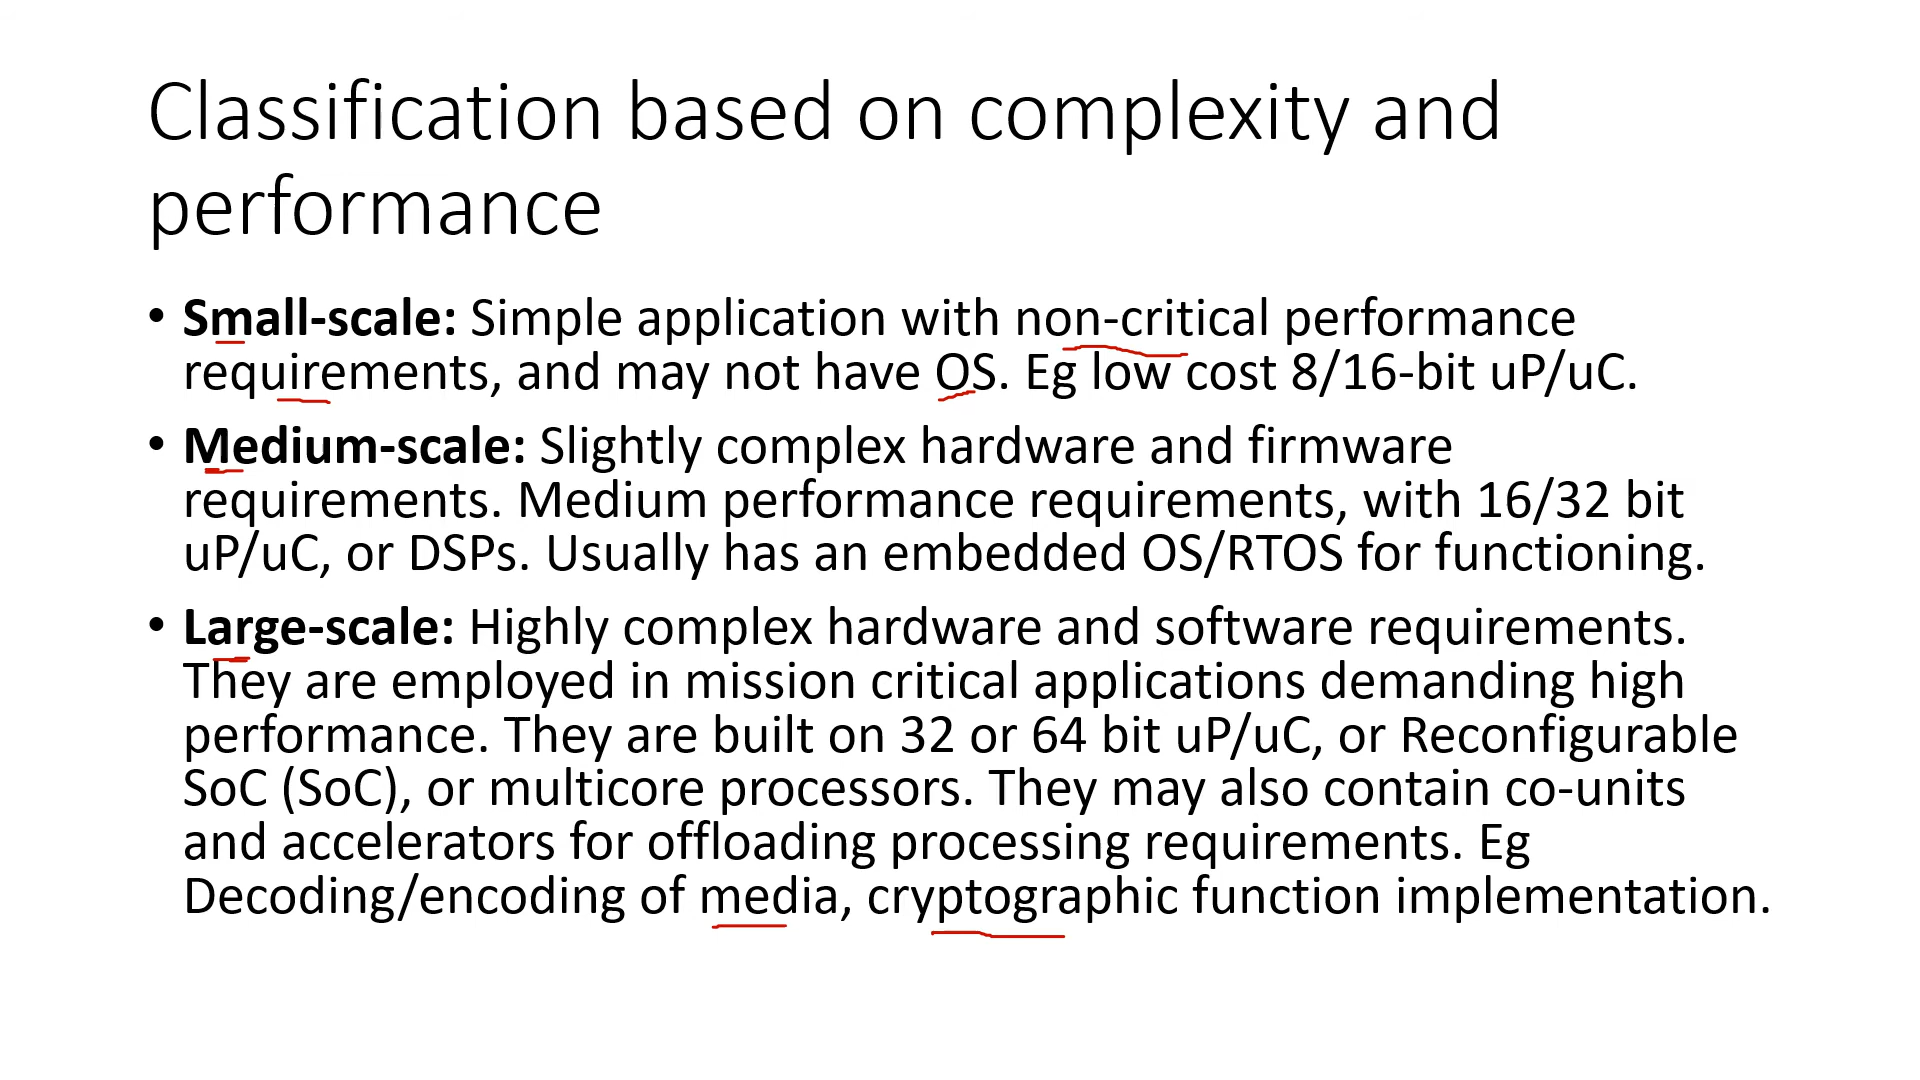 Classification based on complexity and
performance
• Small-scale: Simple application with non-critical performance
requirements, and may not have OS. Eg low cost 8/16-bit uP/uC.
• Medium-scale: Slightly complex hardware and firmware
requirements. Medium performance requirements, with 16/32 bit
uP/uC, or DSPs. Usually has an embedded OS/RTOS for functioning.
• Large-scale: Highly complex hardware and software requirements.
They are employed in mission critical applications demanding high
performance. They are built on 32 or 64 bit uP/uC, or Reconfigurable
SoC (SoC), or multicore processors. They may also contain co-units
and accelerators for offloading processing requirements. Eg
Decoding/encoding of media, cryptographic function implementation.